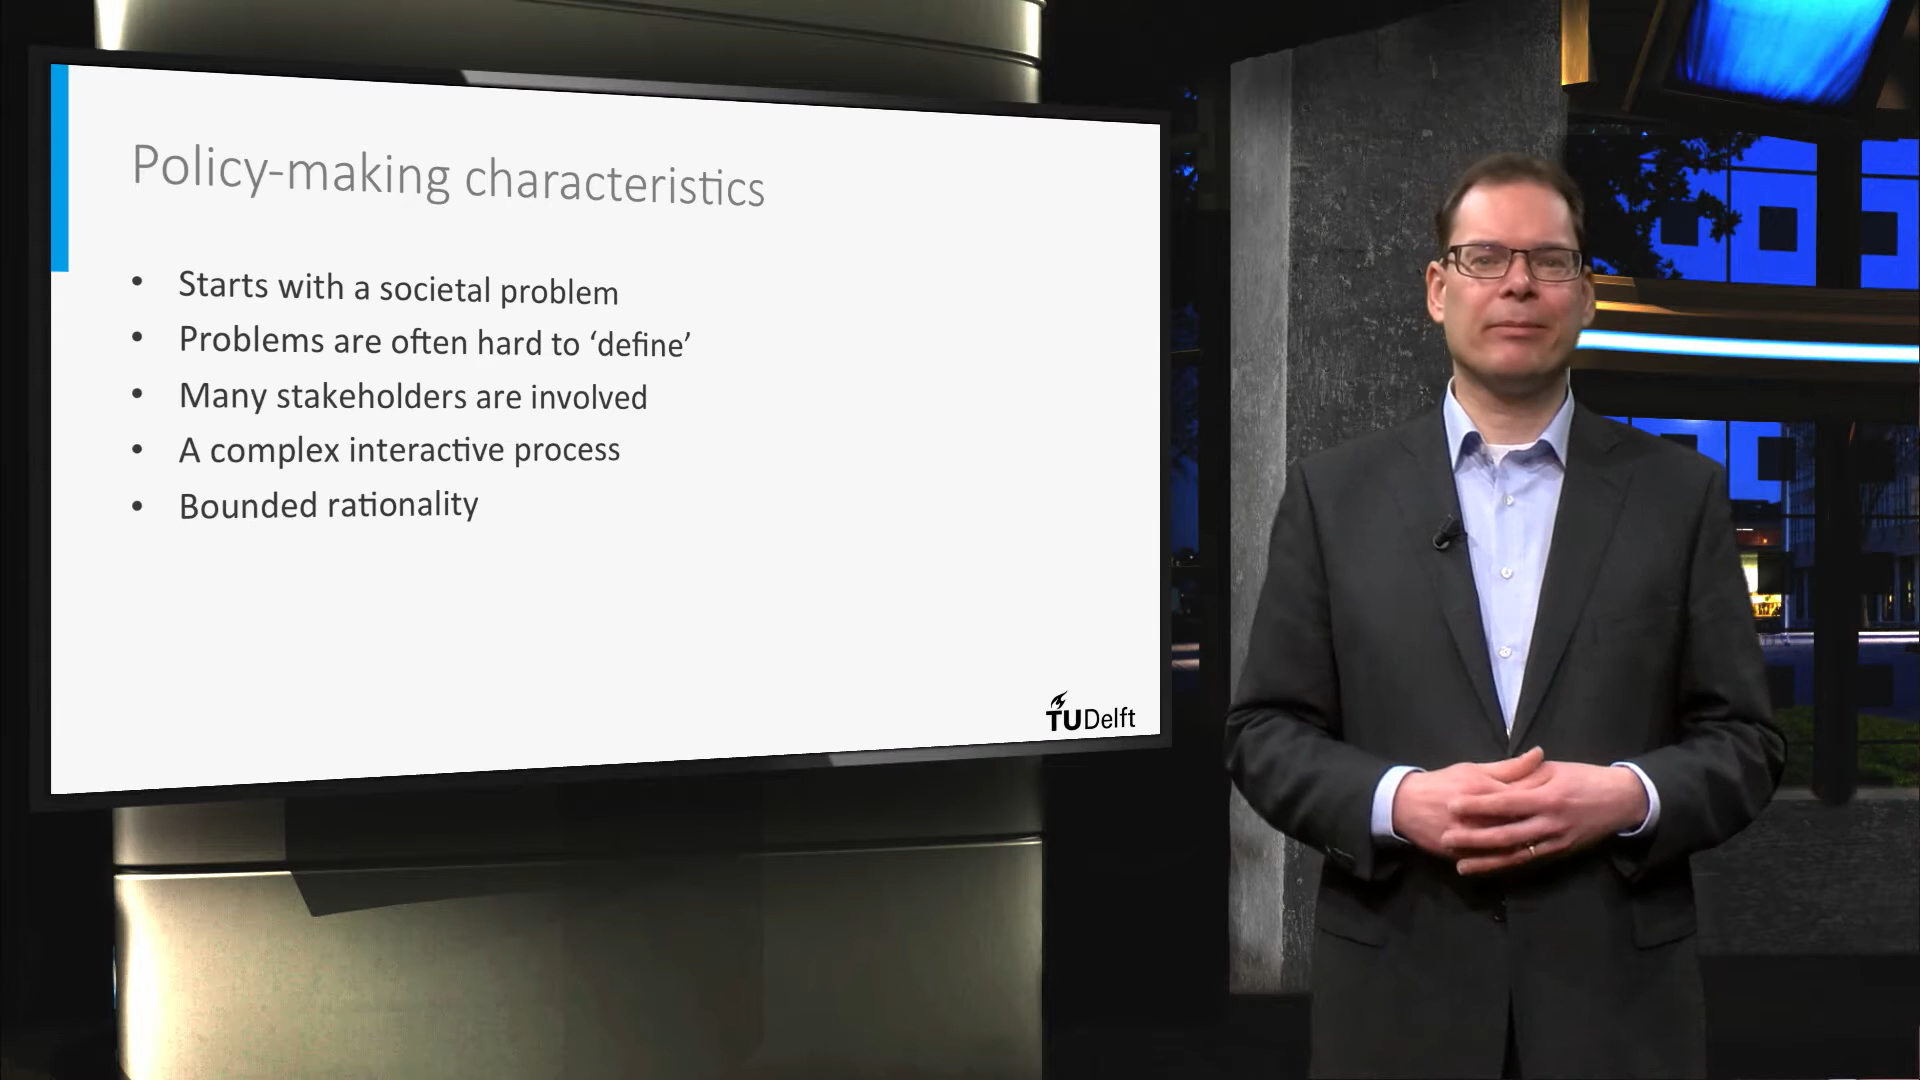 Policy-making characteristics
• Starts with a societal problem
• Problems are often hard to ‘define’
• Many stakeholders are involved
• A complex interactive process
• Bounded rationality
TUDelft